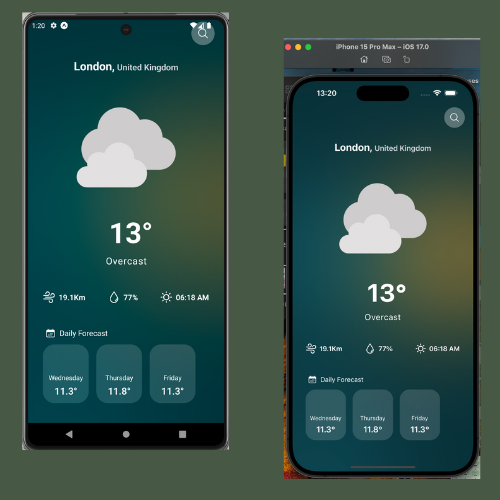 1:20
London, United Kingdom
13°
Overcast
19.1Km 77% 06:18 AM
Daily Forecast
Wednesday Thursday Friday
11.3° 11.8° 11.3°
iPhone 15 Pro Max – iOS 17.0
13:20
London, United Kingdom
13°
Overcast
19.1Km 77% 06:18 AM
Daily Forecast
Wednesday Thursday Friday
11.3° 11.8° 11.3°